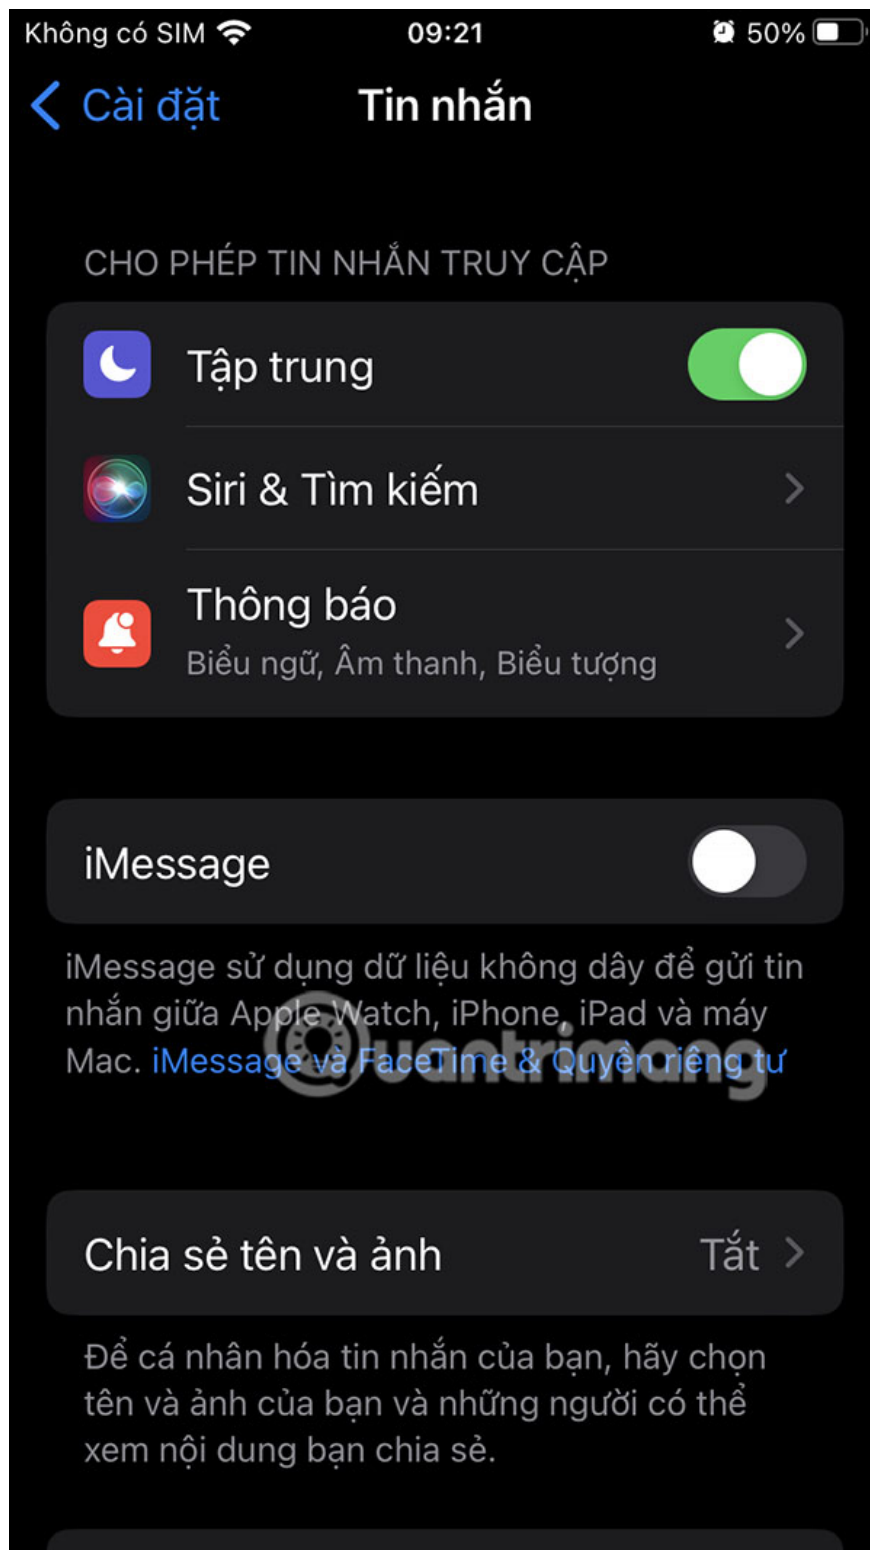 Không có SIM 09:21 50%
Cài đặt Tin nhắn
CHO PHÉP TIN NHẮN TRUY CẬP
Tập trung
Siri & Tìm kiếm
Thông báo
Biểu ngữ, Âm thanh, Biểu tượng
iMessage
iMessage sử dụng dữ liệu không dây để gửi tin
nhắn giữa Apple Watch, iPhone, iPad và máy
Mac. iMessage và FaceTime & Quyền riêng tư
Quantrimang
Chia sẻ tên và ảnh Tắt
Để cá nhân hóa tin nhắn của bạn, hãy chọn
tên và ảnh của bạn và những người có thể
xem nội dung bạn chia sẻ.